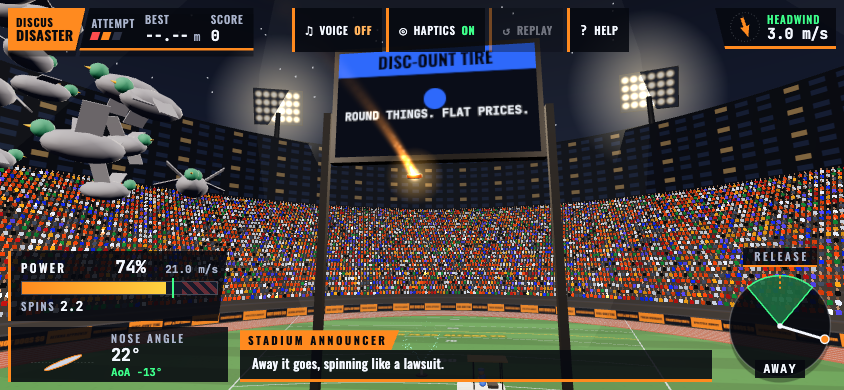 DISCUS
DISASTER
ATTEMPT
BEST
--.-- m
SCORE
0
♫ VOICE OFF
◎ HAPTICS ON
↺ REPLAY
? HELP
HEADWIND
3.0 m/s
DISC-OUNT TIRE
ROUND THINGS. FLAT PRICES.
POWER 74% 21.0 m/s
SPINS 2.2
NOSE ANGLE
22°
AoA -13°
STADIUM ANNOUNCER
Away it goes, spinning like a lawsuit.
RELEASE
AWAY